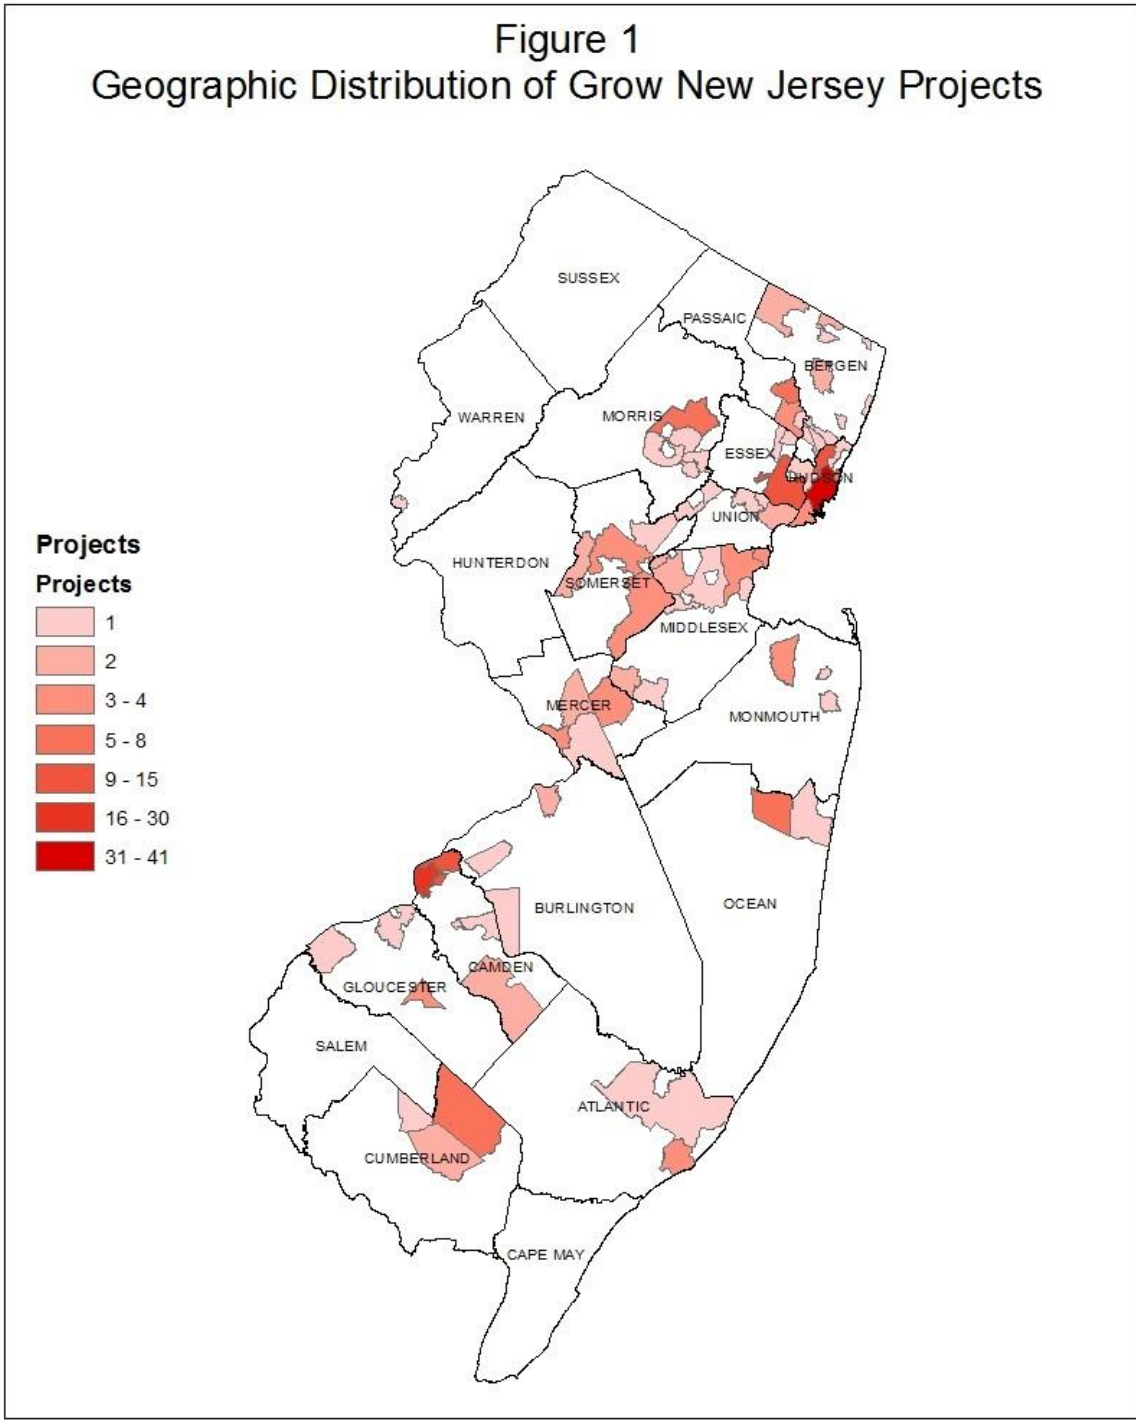 Figure 1
Geographic Distribution of Grow New Jersey Projects
SUSSEX
PASSAIC
BERGEN
WARREN
MORRIS
ESSEX
HUDSON
UNION
HUNTERDON
SOMERSET
MIDDLESEX
MERCER
MONMOUTH
Projects
Projects
1
2
3 - 4
5 - 8
9 - 15
16 - 30
31 - 41
OCEAN
BURLINGTON
CAMDEN
GLOUCESTER
SALEM
ATLANTIC
CUMBERLAND
CAPE MAY